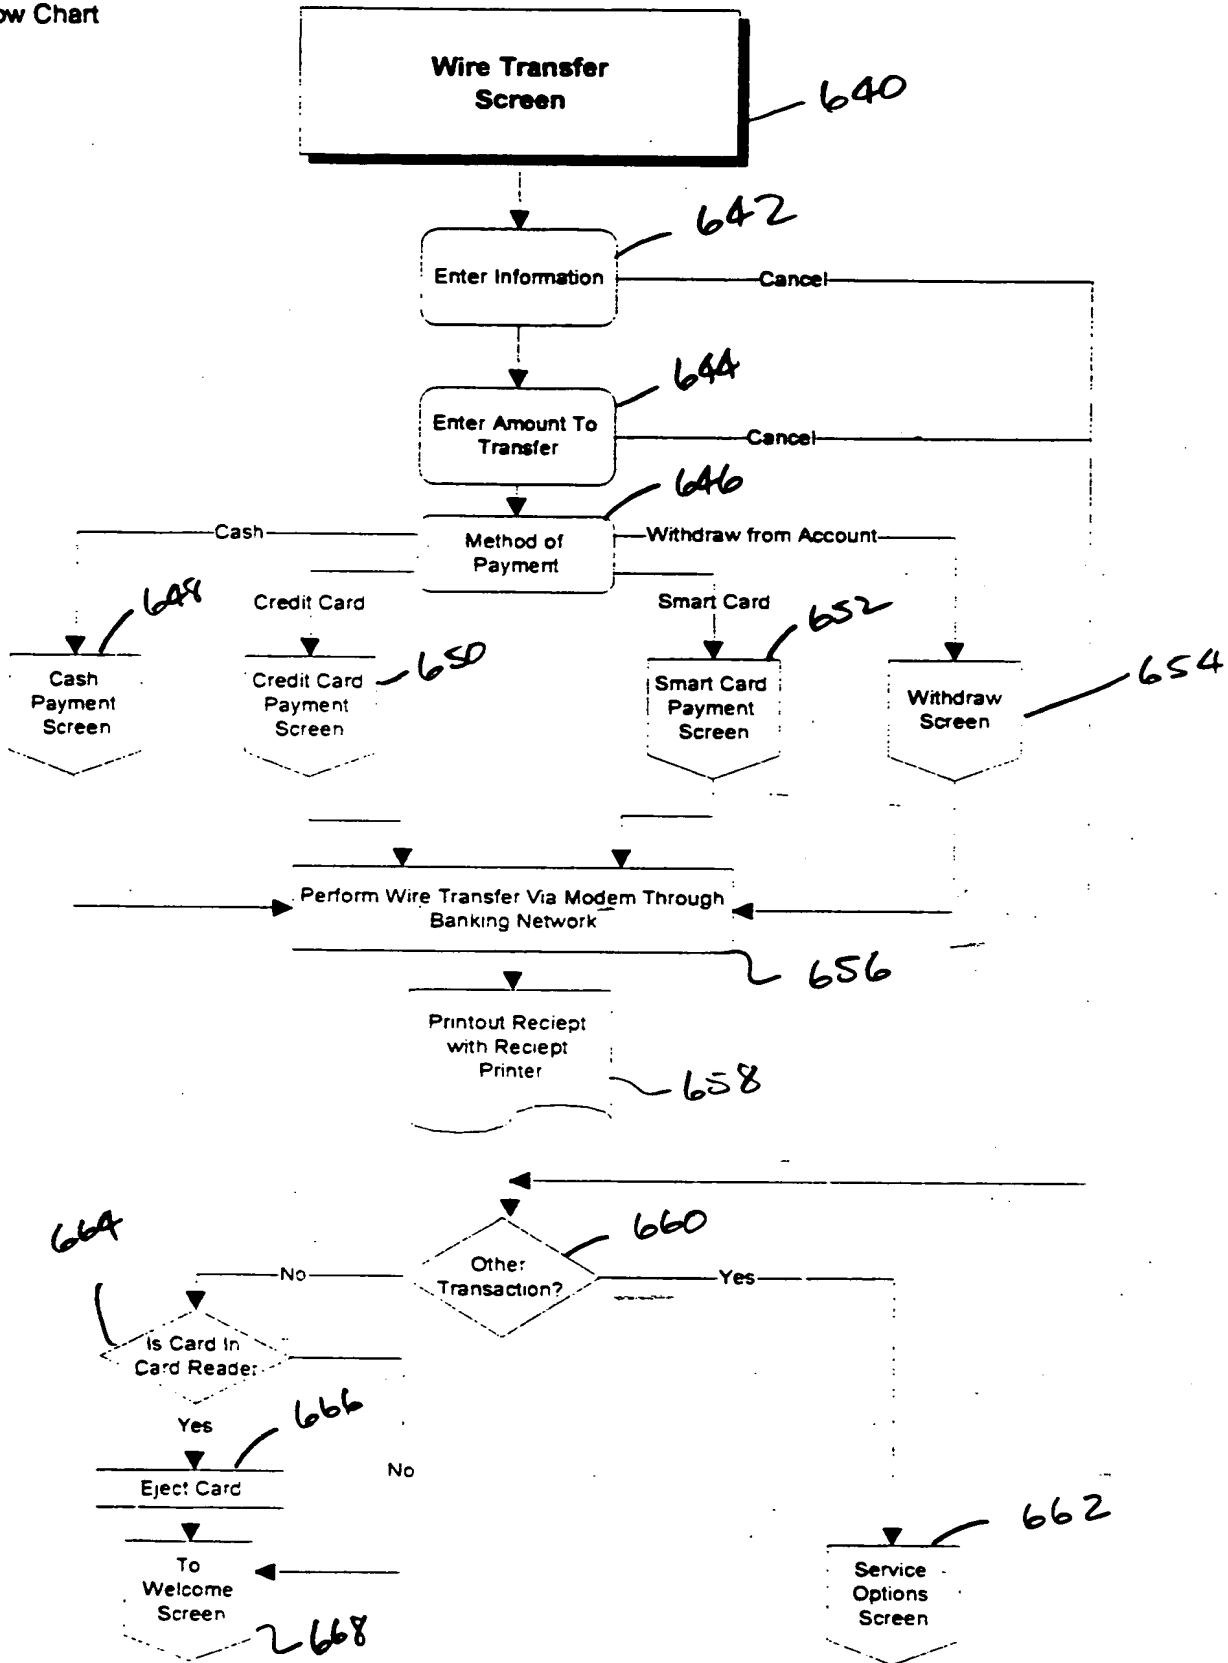 ow Chart
Wire Transfer
Screen
640
642
Enter Information
Cancel
644
Enter Amount To
Transfer
Cancel
646
Cash
Method of
Payment
Withdraw from Account
648
Credit Card
Smart Card
652
Cash
Payment
Screen
Credit Card
Payment
Screen
650
Smart Card
Payment
Screen
Withdraw
Screen
654
Perform Wire Transfer Via Modem Through
Banking Network
656
Printout Reciept
with Reciept
Printer
658
664
660
Other
Transaction?
No
Yes
Is Card In
Card Reader
Yes
666
No
Eject Card
662
To
Welcome
Screen
668
Service
Options
Screen